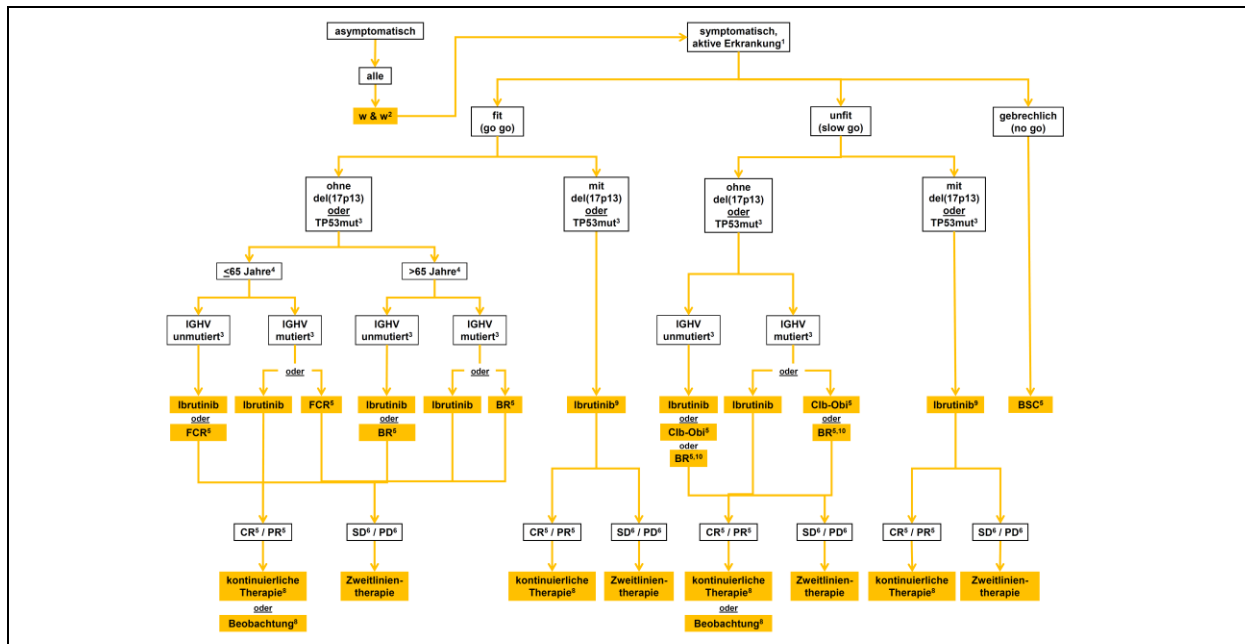 asymptomatisch
symptomatisch,
aktive Erkrankung¹
alle
w & w²
fit
(go go)
unfit
(slow go)
gebrechlich
(no go)
ohne
del(17p13)
oder
TP53mut³
mit
del(17p13)
oder
TP53mut³
ohne
del(17p13)
oder
TP53mut³
mit
del(17p13)
oder
TP53mut³
≤65 Jahre⁴
>65 Jahre⁴
IGHV
unmutiert³
IGHV
mutiert³
IGHV
unmutiert³
IGHV
mutiert³
IGHV
unmutiert³
IGHV
mutiert³
oder
oder
oder
Ibrutinib
oder
FCR⁵
Ibrutinib
FCR⁵
Ibrutinib
oder
BR⁵
Ibrutinib
BR⁵
Ibrutinib⁹
Ibrutinib
oder
Clb-Obi⁵
oder
BR⁵,¹⁰
Ibrutinib
Clb-Obi⁵
oder
BR⁵,¹⁰
Ibrutinib⁹
BSC⁵
CR⁵ / PR⁵
SD⁶ / PD⁶
CR⁵ / PR⁵
SD⁶ / PD⁶
CR⁵ / PR⁵
SD⁶ / PD⁶
CR⁵ / PR⁵
SD⁶ / PD⁶
kontinuierliche
Therapie⁸
oder
Beobachtung⁸
Zweitlinien-
therapie
kontinuierliche
Therapie⁸
Zweitlinien-
therapie
kontinuierliche
Therapie⁸
oder
Beobachtung⁸
Zweitlinien-
therapie
kontinuierliche
Therapie⁸
Zweitlinien-
therapie